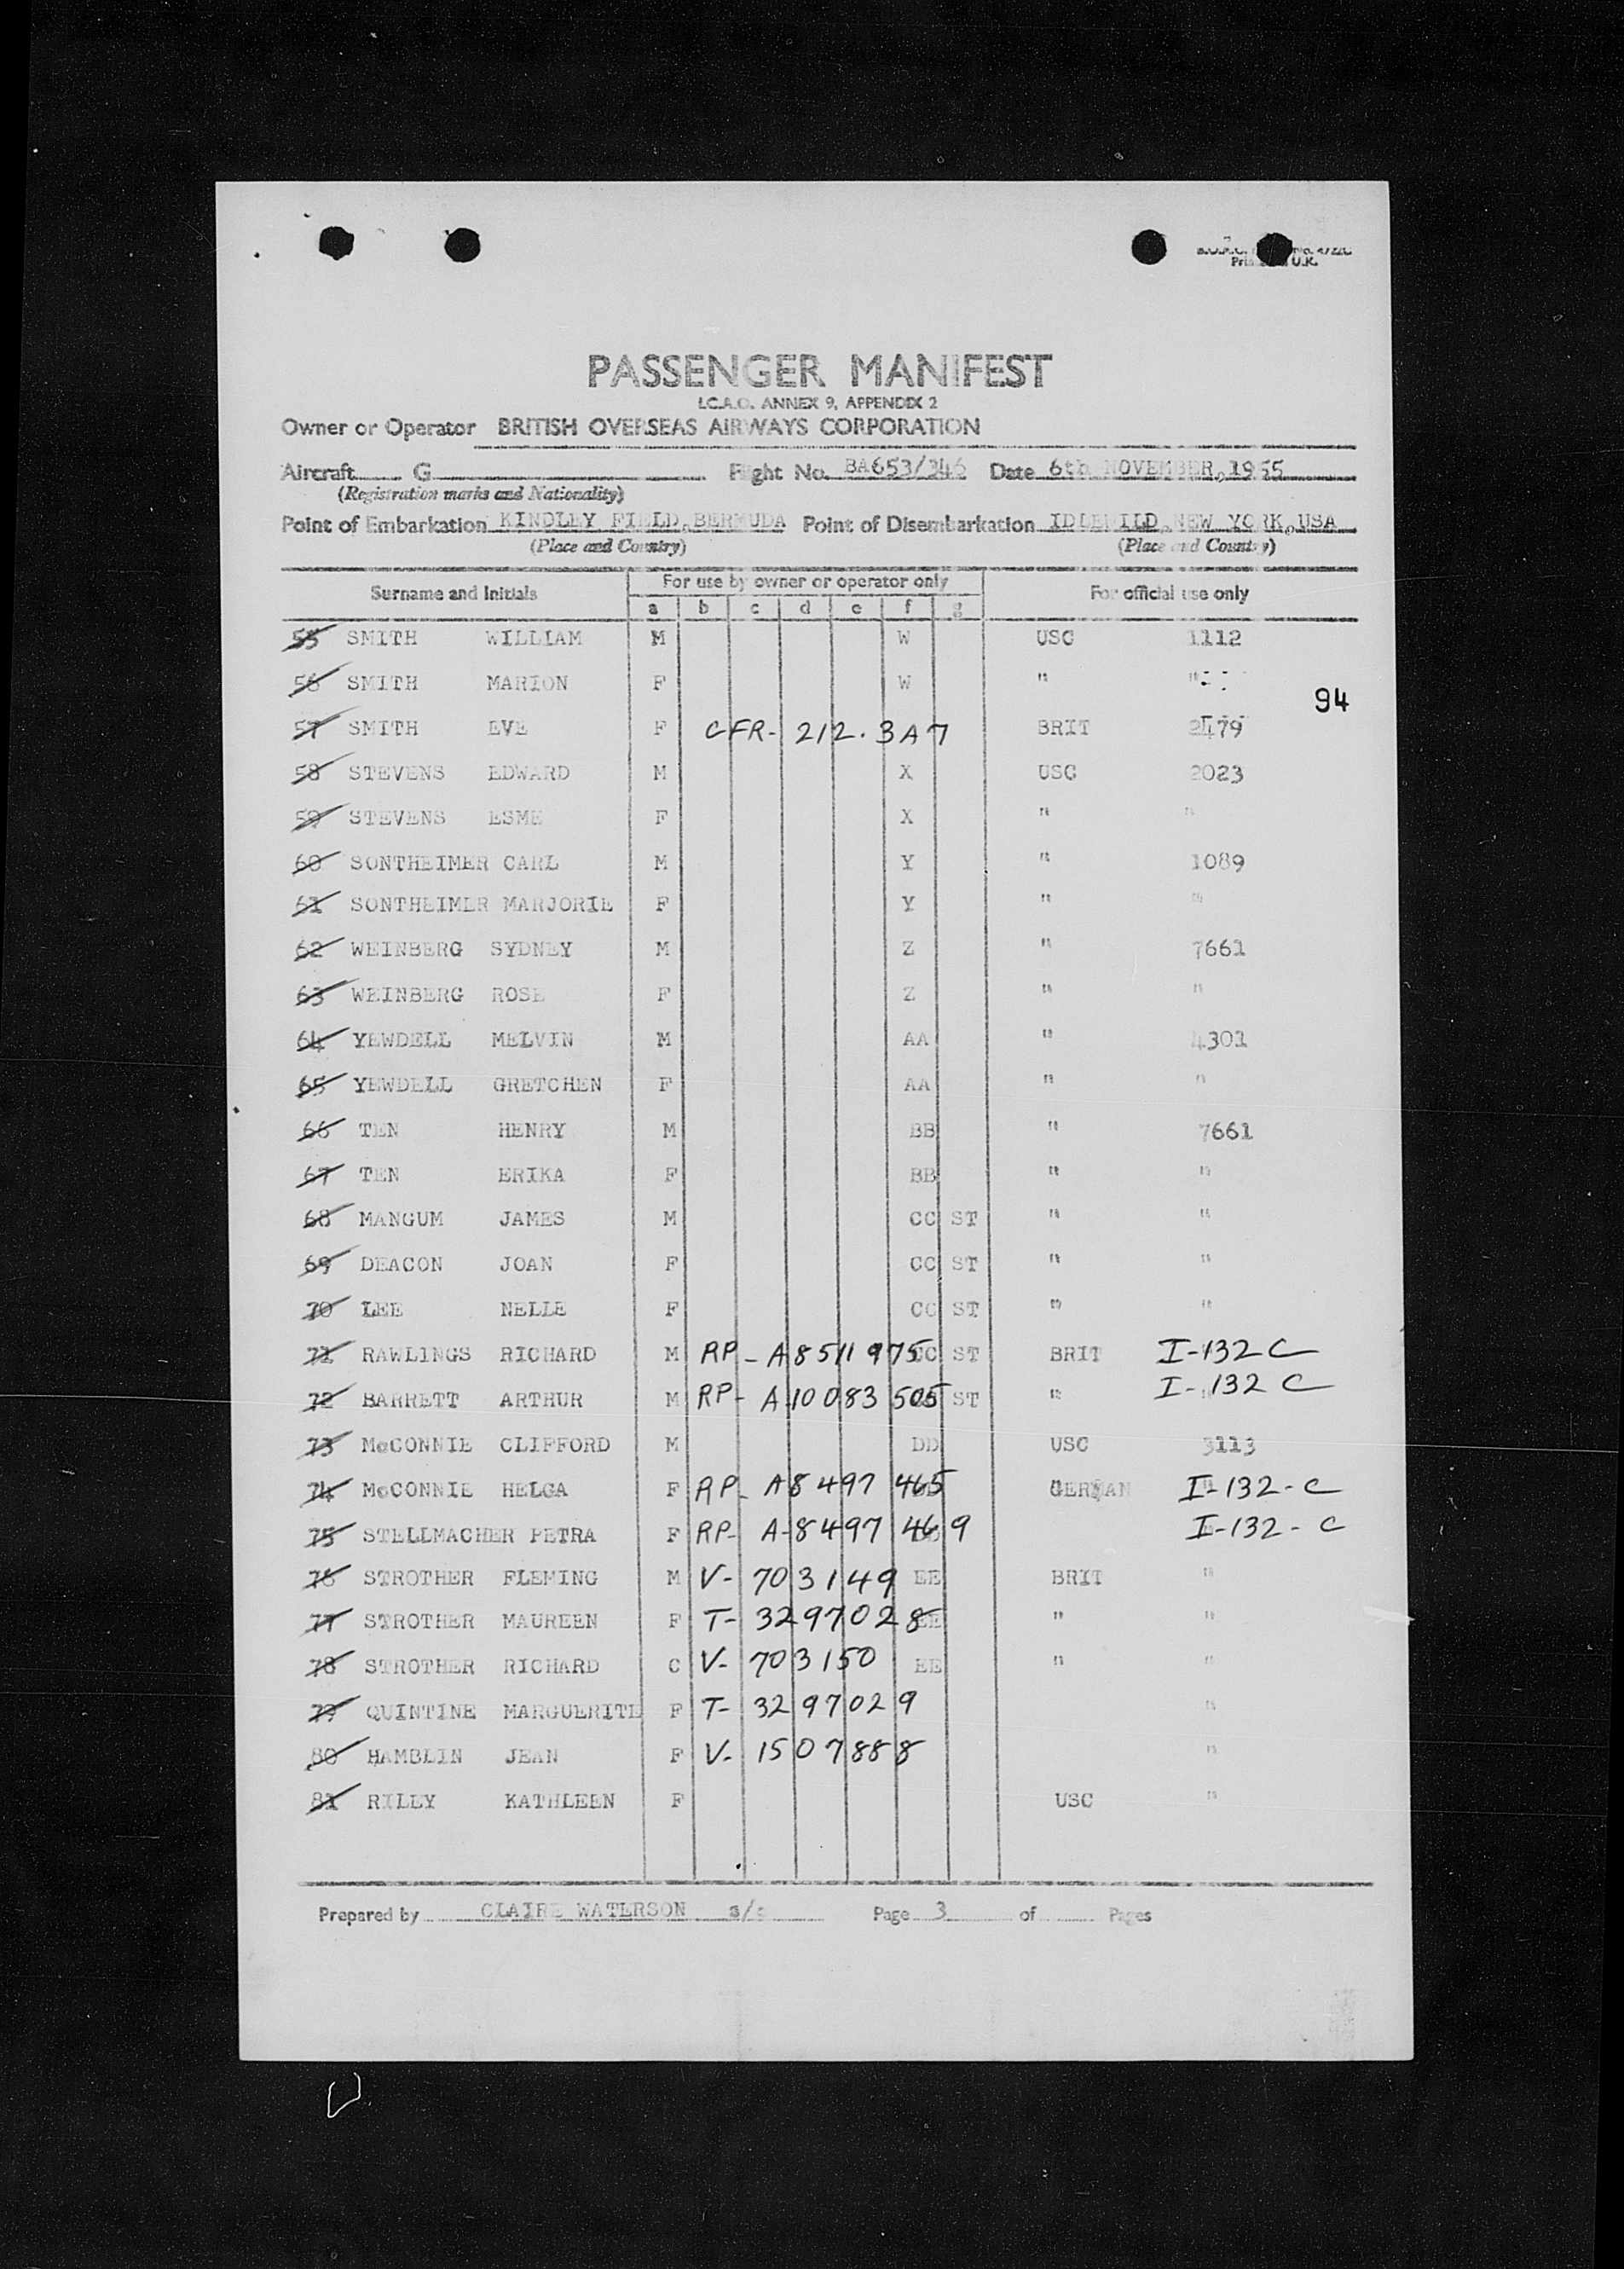 PASSENGER MANIFEST
I.C.A.O. ANNEX 9, APPENDIX 2
Owner or Operator BRITISH OVERSEAS AIRWAYS CORPORATION
Aircraft G Flight No. BA653/346 Date 6th NOVEMBER, 1955
(Registration marks and Nationality)
Point of Embarkation KINDLEY FIELD, BERMUDA Point of Disembarkation IDLEWILD, NEW YORK, USA
(Place and Country) (Place and Country)
Surname and Initials For use by owner or operator only For official use only
a b c d e f g
55 SMITH WILLIAM M W USC 1112
56 SMITH MARION F W " "
94
57 SMITH EVE F CFR- 212.3A7 BRIT 2479
58 STEVENS EDWARD M X USC 2023
59 STEVENS ESME F X " "
60 SONTHEIMER CARL M Y " 1089
61 SONTHEIMER MARJORIE F Y " "
62 WEINBERG SYDNEY M Z " 7661
63 WEINBERG ROSE F Z " "
64 YEWDELL MELVIN M AA " 4301
65 YEWDELL GRETCHEN F AA " "
66 TEN HENRY M BB " 7661
67 TEN ERIKA F BB " "
68 MANGUM JAMES M CC ST " "
69 DEACON JOAN F CC ST " "
70 LEE NELLE F CC ST " "
71 RAWLINGS RICHARD M RP-A8511975 CC ST BRIT I-132C
72 BARRETT ARTHUR M RP-A10083505 ST " I-132C
73 McCONNIE CLIFFORD M DD USC 3113
74 McCONNIE HELGA F RP-A8497465 GERMAN I-132-C
75 STELLMACHER PETRA F RP-A-8497469 I-132-C
76 STROTHER FLEMING M V-703149 EE BRIT "
77 STROTHER MAUREEN F T-3297028 EE " "
78 STROTHER RICHARD C V-703150 EE " "
79 QUINTINE MARGUERITE F T-3297029 "
80 HAMBLIN JEAN F V-1507888 "
81 RILLY KATHLEEN F USC "
Prepared by CLAIRE WATERSON Page 3 of Pages